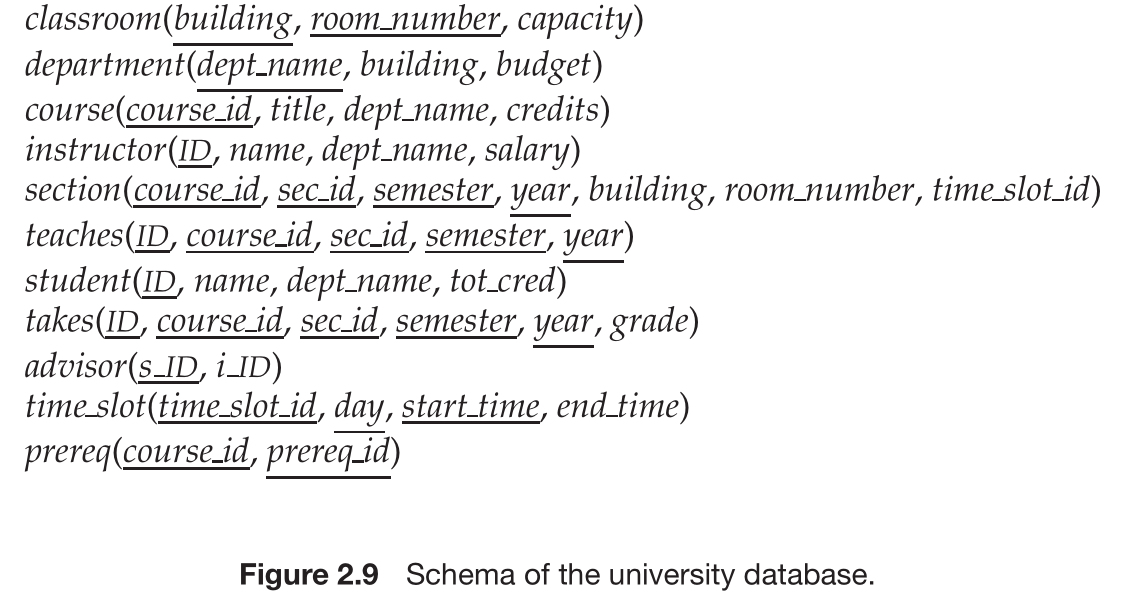 classroom(building, room_number, capacity)
department(dept_name, building, budget)
course(course_id, title, dept_name, credits)
instructor(ID, name, dept_name, salary)
section(course_id, sec_id, semester, year, building, room_number, time_slot_id)
teaches(ID, course_id, sec_id, semester, year)
student(ID, name, dept_name, tot_cred)
takes(ID, course_id, sec_id, semester, year, grade)
advisor(s_ID, i_ID)
time_slot(time_slot_id, day, start_time, end_time)
prereq(course_id, prereq_id)
Figure 2.9 Schema of the university database.